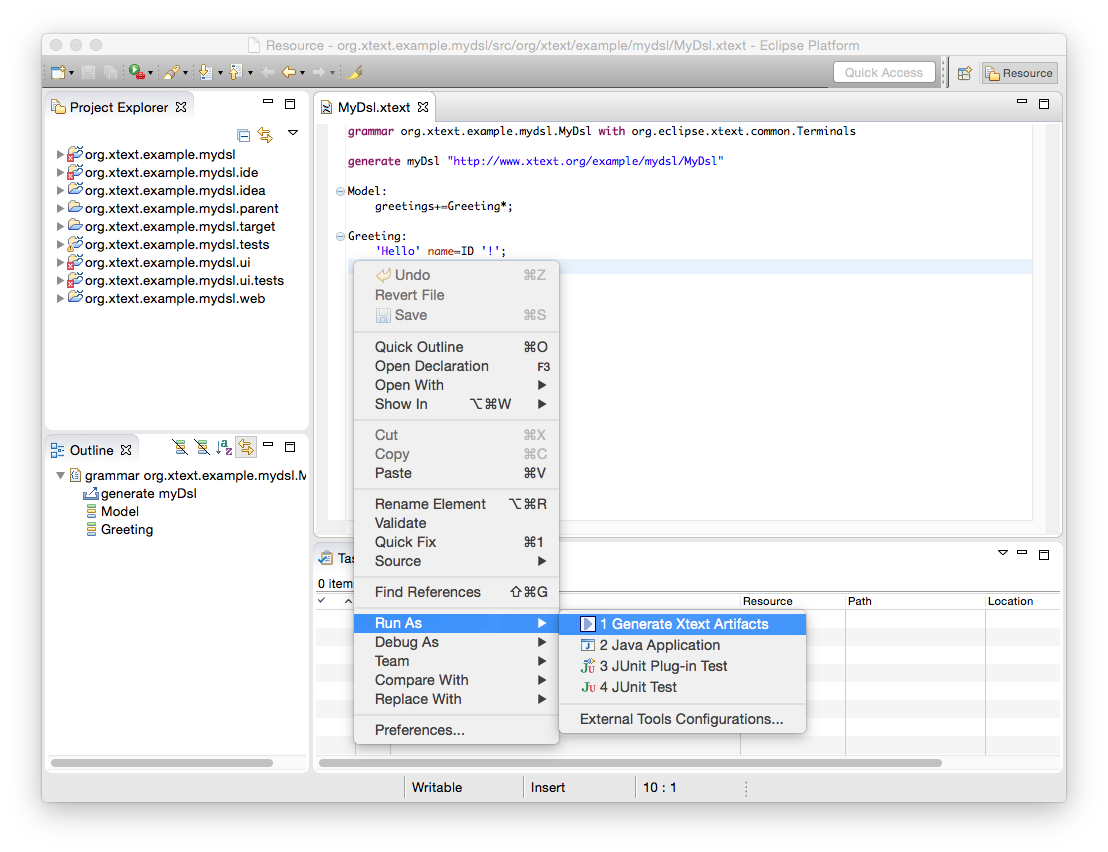 Resource - org.xtext.example.mydsl/src/org/xtext/example/mydsl/MyDsl.xtext - Eclipse Platform
Quick Access
Resource
Project Explorer
org.xtext.example.mydsl
org.xtext.example.mydsl.ide
org.xtext.example.mydsl.idea
org.xtext.example.mydsl.parent
org.xtext.example.mydsl.target
org.xtext.example.mydsl.tests
org.xtext.example.mydsl.ui
org.xtext.example.mydsl.ui.tests
org.xtext.example.mydsl.web
Outline
grammar org.xtext.example.mydsl.M
generate myDsl
Model
Greeting
MyDsl.xtext
grammar org.xtext.example.mydsl.MyDsl with org.eclipse.xtext.common.Terminals
generate myDsl "http://www.xtext.org/example/mydsl/MyDsl"
Model:
greetings+=Greeting*;
Greeting:
'Hello' name=ID '!';
Undo ⌘Z
Revert File
Save ⌘S
Quick Outline ⌘O
Open Declaration F3
Open With
Show In ⌥⌘W
Cut ⌘X
Copy ⌘C
Paste ⌘V
Rename Element ⌥⌘R
Validate
Quick Fix ⌘1
Source
Find References ⇧⌘G
Run As
Debug As
Team
Compare With
Replace With
Preferences...
1 Generate Xtext Artifacts
2 Java Application
3 JUnit Plug-in Test
4 JUnit Test
External Tools Configurations...
Tas
0 item
Resource Path Location
Writable Insert 10 : 1